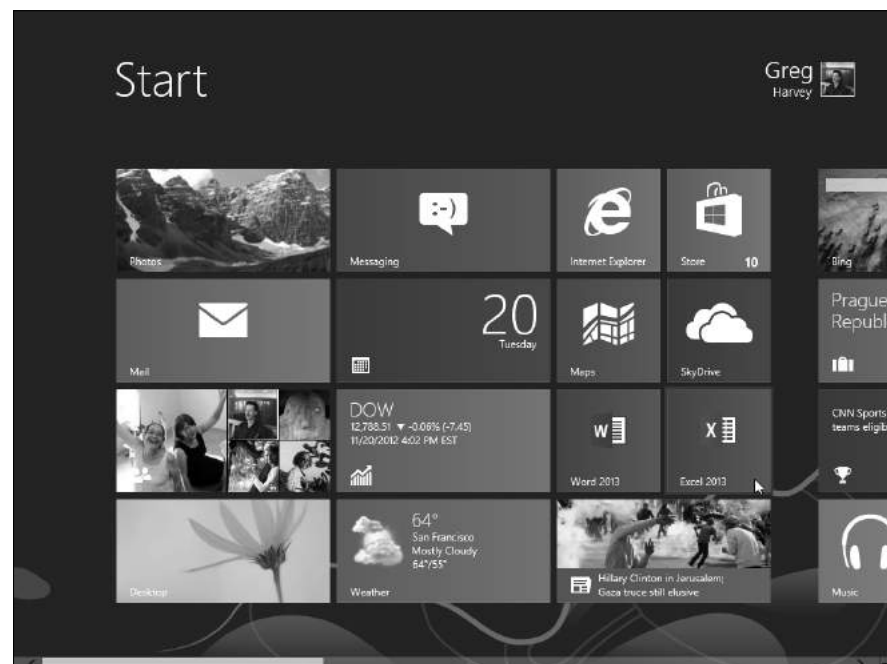 Start
Greg
Harvey
Photos
Messaging
:-)
Internet Explorer
Store
10
Bing
Mail
20
Tuesday
Maps
SkyDrive
Prague
Republ
DOW
12,788.51 ▼ -0.06% (-7.45)
11/20/2012 4:02 PM EST
W
Word 2013
X
Excel 2013
CNN Sports
teams eligib
Desktop
64°
San Francisco
Mostly Cloudy
64°/55°
Weather
Hillary Clinton in Jerusalem;
Gaza truce still elusive
Music